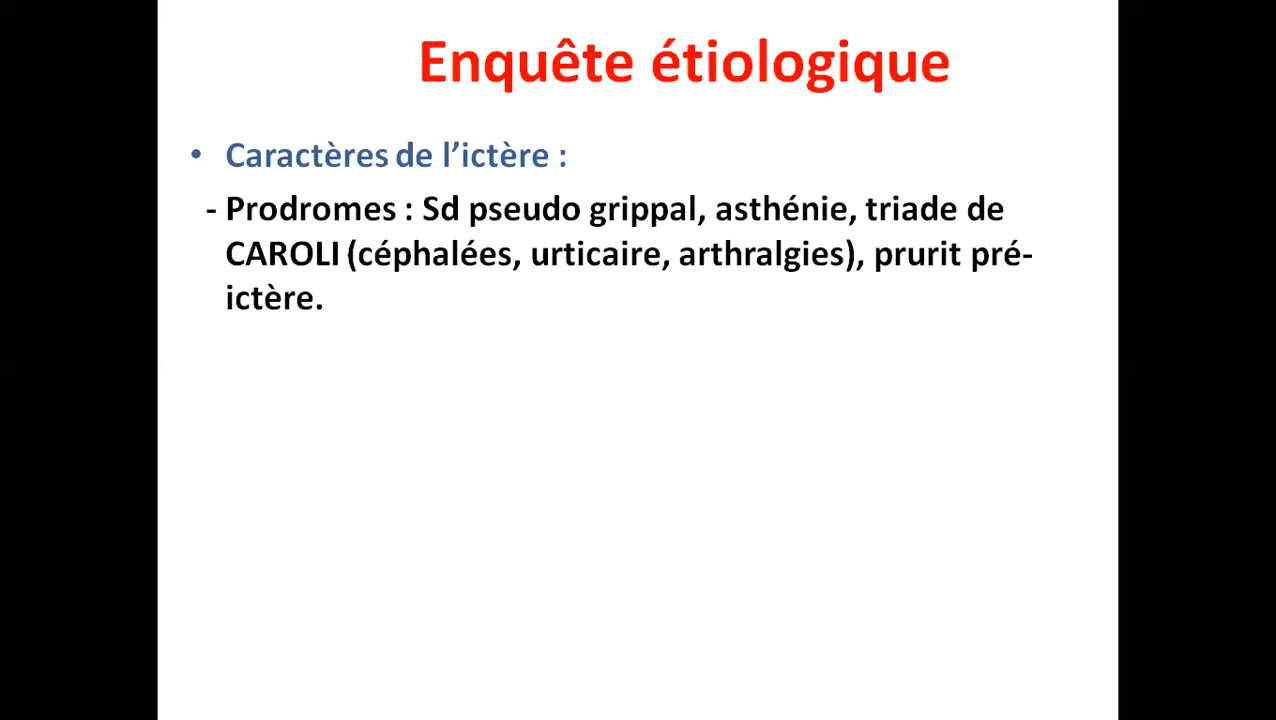 Enquête étiologique
• Caractères de l’ictère :
- Prodromes : Sd pseudo grippal, asthénie, triade de
CAROLI (céphalées, urticaire, arthralgies), prurit pré-
ictère.